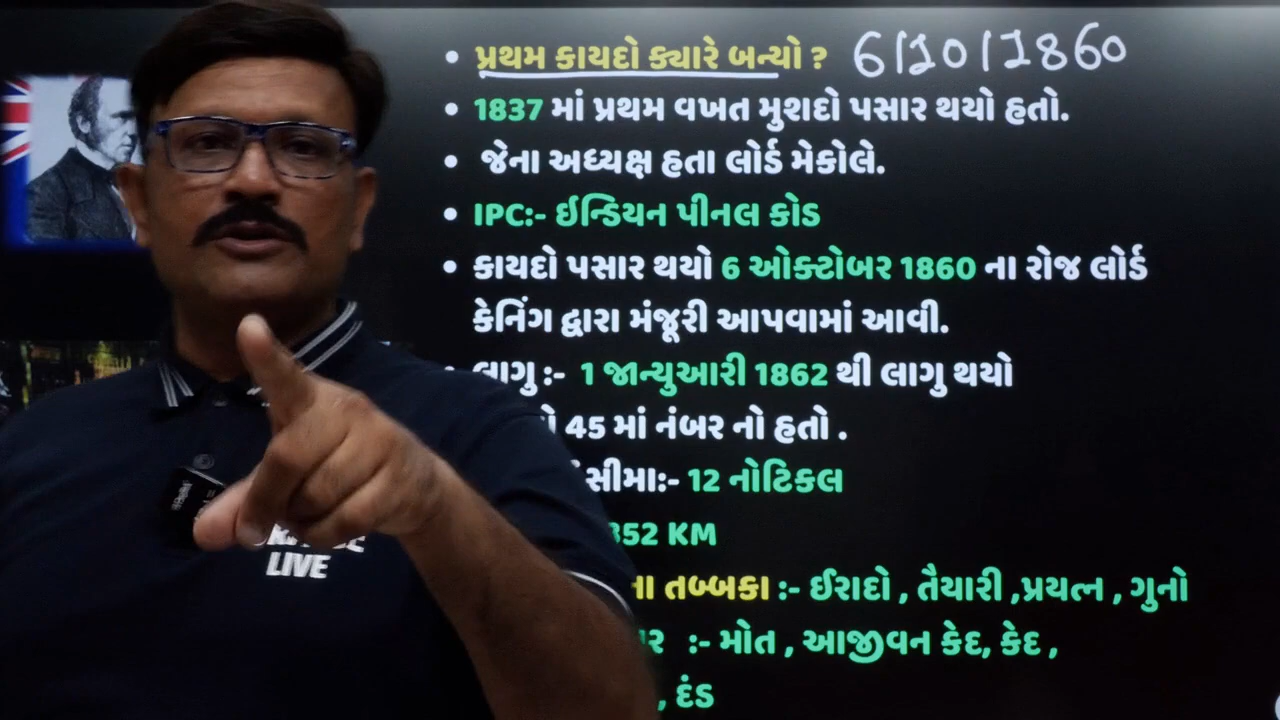 પ્રથમ કાયદો ક્યારે બન્યો ? 6/10/1860
1837 માં પ્રથમ વખત મુશદો પસાર થયો હતો.
જેના અધ્યક્ષ હતા લોર્ડ મેકોલે.
IPC:- ઇન્ડિયન પીનલ કોડ
કાયદો પસાર થયો 6 ઓક્ટોબર 1860 ના રોજ લોર્ડ
કેનિંગ દ્વારા મંજૂરી આપવામાં આવી.
લાગુ :- 1 જાન્યુઆરી 1862 થી લાગુ થયો
45 માં નંબર નો હતો .
સીમા:- 12 નોટિકલ
352 KM
તબ્બકા :- ઈરાદો , તૈયારી ,પ્રયત્ન , ગુનો
:- મોત , આજીવન કેદ, કેદ ,
, દંડ
LIVE